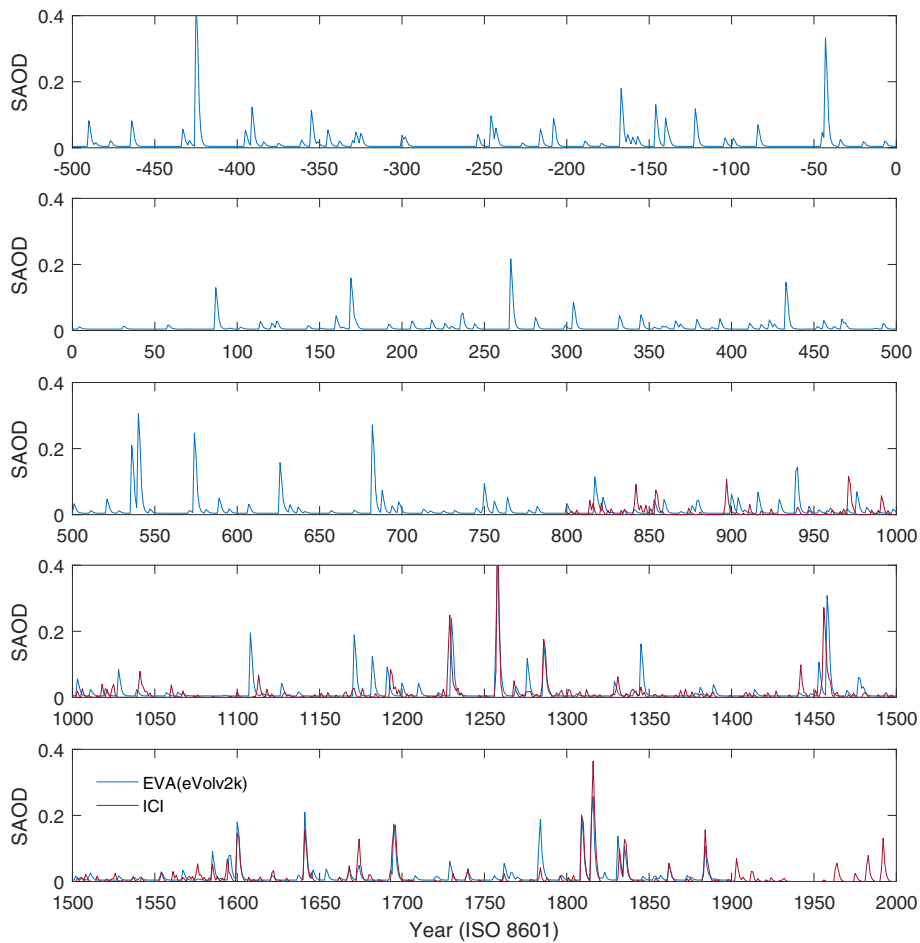 0.4
SAOD
0.2
0
-500 -450 -400 -350 -300 -250 -200 -150 -100 -50 0
0.4
SAOD
0.2
0
0 50 100 150 200 250 300 350 400 450 500
0.4
SAOD
0.2
0
500 550 600 650 700 750 800 850 900 950 1000
0.4
SAOD
0.2
0
1000 1050 1100 1150 1200 1250 1300 1350 1400 1450 1500
0.4
EVA(eVolv2k)
ICI
SAOD
0.2
0
1500 1550 1600 1650 1700 1750 1800 1850 1900 1950 2000
Year (ISO 8601)